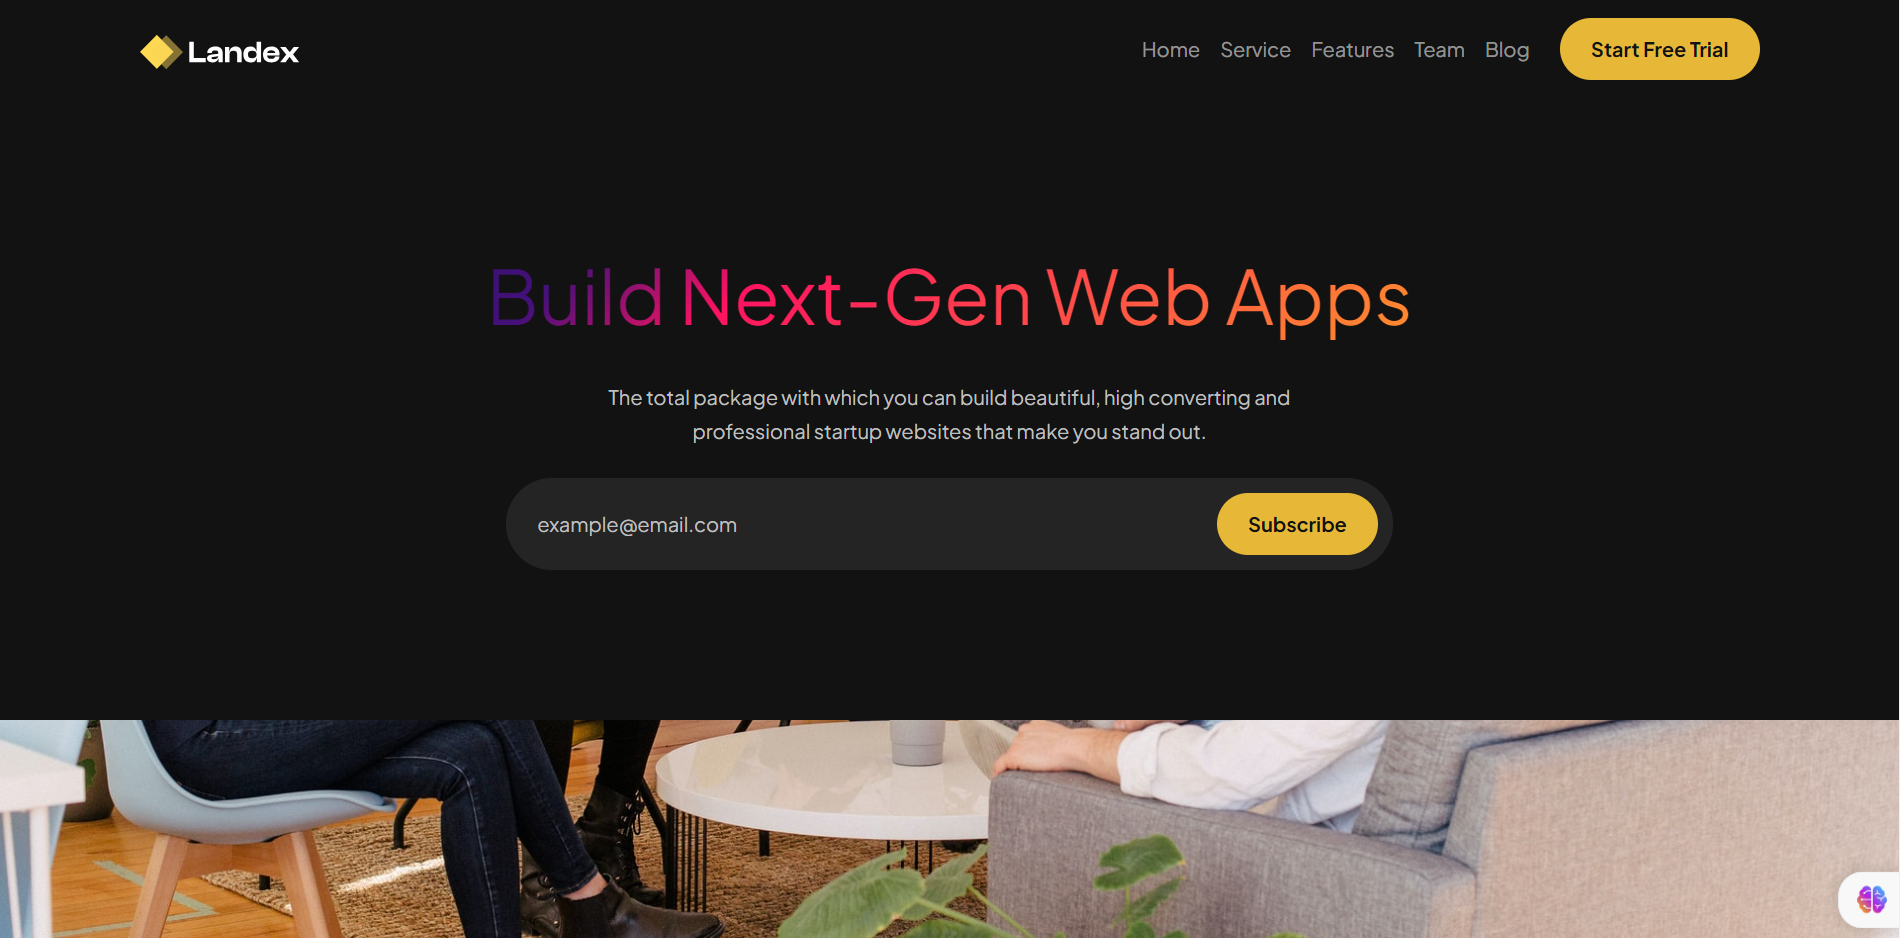 Landex
Home Service Features Team Blog Start Free Trial
Build Next-Gen Web Apps
The total package with which you can build beautiful, high converting and
professional startup websites that make you stand out.
example@email.com Subscribe